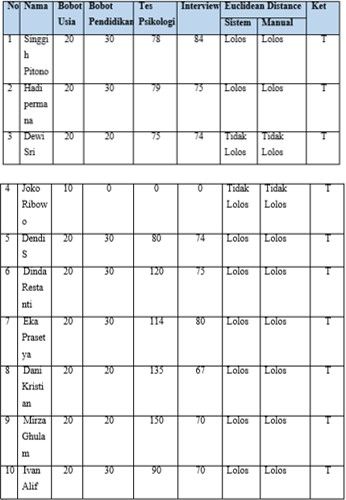 No Nama Bobot Usia Bobot Pendidikan Tes Psikologi Interview Euclidean Distance Ket
Sistem Manual
1 Singgih Pitono 20 30 78 84 Lolos Lolos T
2 Hadi permana 20 30 79 75 Lolos Lolos T
3 Dewi Sri 20 20 75 74 Tidak Lolos Tidak Lolos T
4 Joko Ribowo 10 0 0 0 Tidak Lolos Tidak Lolos T
5 Dendi S 20 30 80 74 Lolos Lolos T
6 Dinda Restanti 20 30 120 75 Lolos Lolos T
7 Eka Prasetya 20 30 114 80 Lolos Lolos T
8 Dani Kristian 20 20 135 67 Lolos Lolos T
9 Mirza Ghulam 20 20 150 70 Lolos Lolos T
10 Ivan Alif 20 30 90 70 Lolos Lolos T